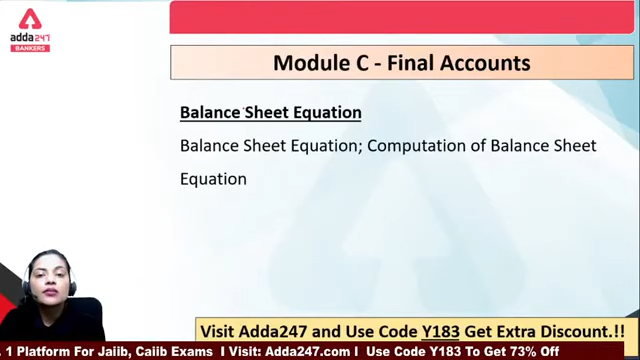 adda247
BANKERS
Module C - Final Accounts
Balance Sheet Equation
Balance Sheet Equation; Computation of Balance Sheet
Equation
Visit Adda247 and Use Code Y183 Get Extra Discount.!!
. 1 Platform For Jaiib, Caiib Exams I Visit: Adda247.com I Use Code Y183 To Get 73% Off